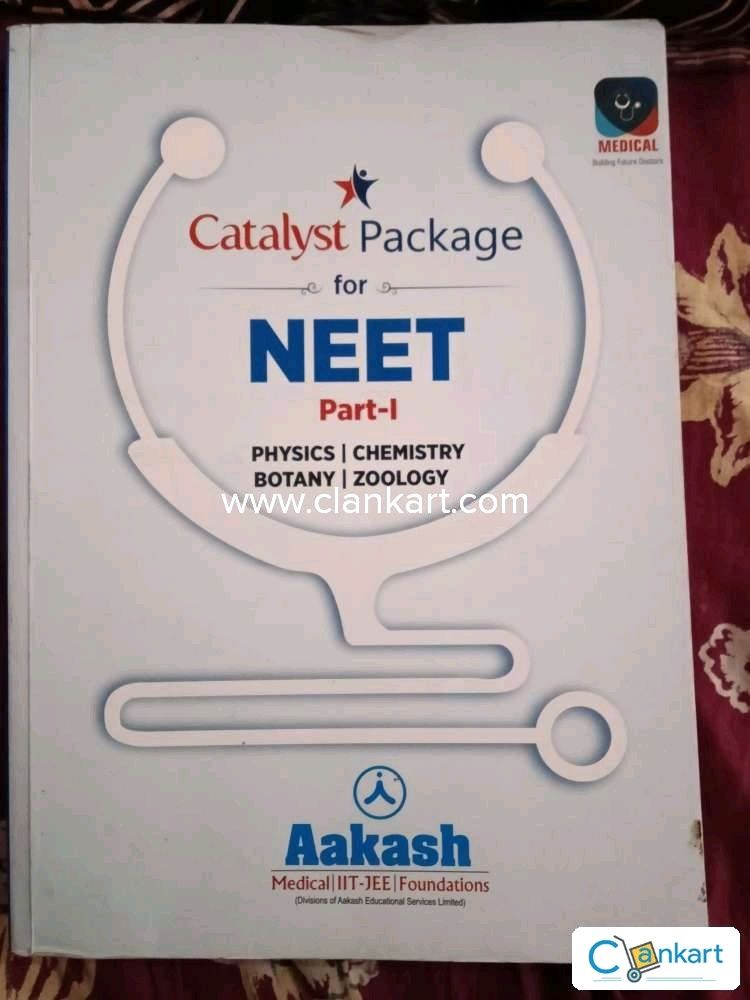 MEDICAL
Building Future Doctors
Catalyst Package
for
NEET
Part-I
PHYSICS | CHEMISTRY
BOTANY | ZOOLOGY
www.clankart.com
Aakash
Medical|IIT-JEE|Foundations
(Divisions of Aakash Educational Services Limited)
Clankart